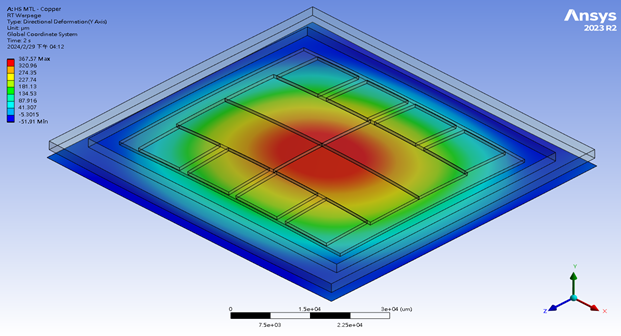 A: HS MTL - Copper
RT Warpage
Type: Directional Deformation(Y Axis)
Unit: µm
Global Coordinate System
Time: 2 s
2024/2/29 下午 04:12
367.57 Max
320.96
274.35
227.74
181.13
134.53
87.916
41.307
-5.3015
-51.91 Min
Ansys
2023 R2
0
1.5e+04
3e+04 (um)
7.5e+03
2.25e+04
Y
Z
X